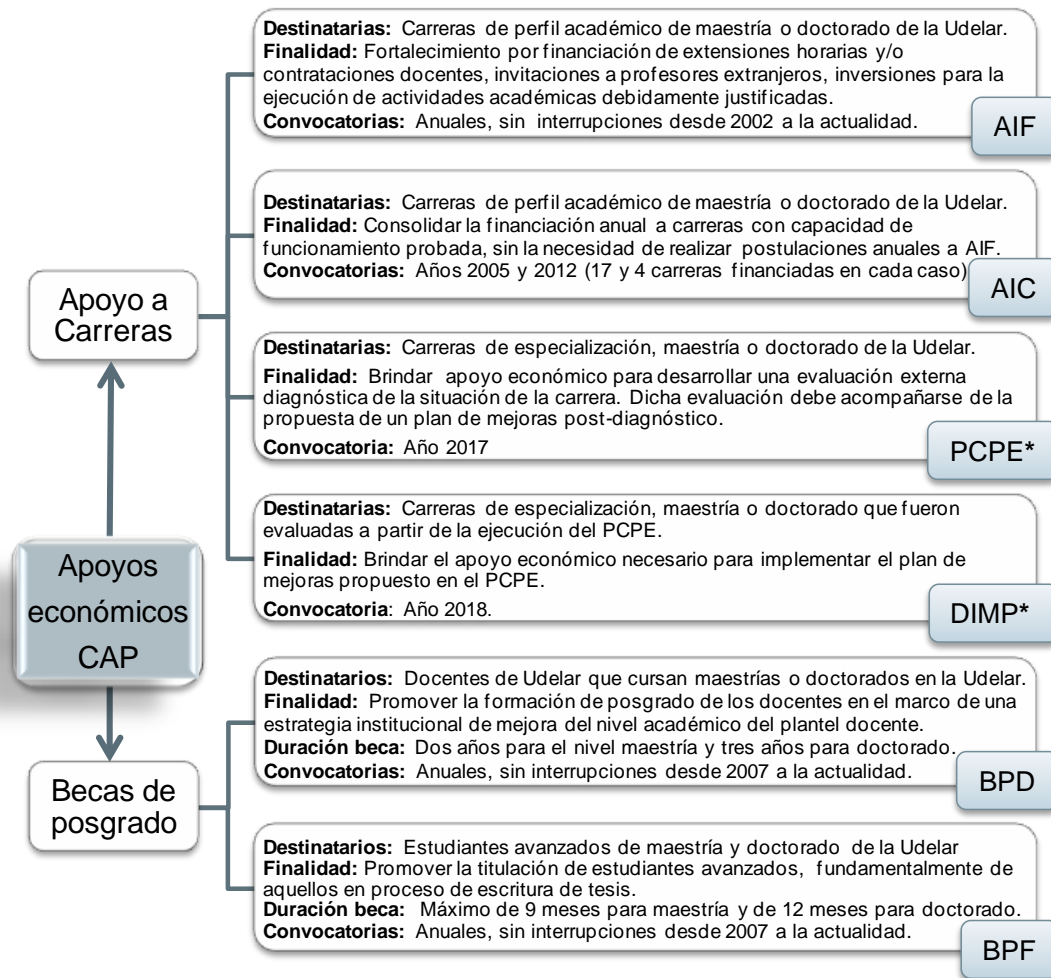 Destinatarias: Carreras de perfil académico de maestría o doctorado de la Udelar.
Finalidad: Fortalecimiento por financiación de extensiones horarias y/o
contrataciones docentes, invitaciones a profesores extranjeros, inversiones para la
ejecución de actividades académicas debidamente justificadas.
Convocatorias: Anuales, sin interrupciones desde 2002 a la actualidad.
AIF
Destinatarias: Carreras de perfil académico de maestría o doctorado de la Udelar.
Finalidad: Consolidar la financiación anual a carreras con capacidad de
funcionamiento probada, sin la necesidad de realizar postulaciones anuales a AIF.
Convocatorias: Años 2005 y 2012 (17 y 4 carreras financiadas en cada caso)
AIC
Apoyo a
Carreras
Destinatarias: Carreras de especialización, maestría o doctorado de la Udelar.
Finalidad: Brindar apoyo económico para desarrollar una evaluación externa
diagnóstica de la situación de la carrera. Dicha evaluación debe acompañarse de la
propuesta de un plan de mejoras post-diagnóstico.
Convocatoria: Año 2017
PCPE*
Destinatarias: Carreras de especialización, maestría o doctorado que fueron
evaluadas a partir de la ejecución del PCPE.
Finalidad: Brindar el apoyo económico necesario para implementar el plan de
mejoras propuesto en el PCPE.
Convocatoria: Año 2018.
DIMP*
Apoyos
económicos
CAP
Destinatarios: Docentes de Udelar que cursan maestrías o doctorados en la Udelar.
Finalidad: Promover la formación de posgrado de los docentes en el marco de una
estrategia institucional de mejora del nivel académico del plantel docente.
Duración beca: Dos años para el nivel maestría y tres años para doctorado.
Convocatorias: Anuales, sin interrupciones desde 2007 a la actualidad.
BPD
Becas de
posgrado
Destinatarios: Estudiantes avanzados de maestría y doctorado de la Udelar
Finalidad: Promover la titulación de estudiantes avanzados, fundamentalmente de
aquellos en proceso de escritura de tesis.
Duración beca: Máximo de 9 meses para maestría y de 12 meses para doctorado.
Convocatorias: Anuales, sin interrupciones desde 2007 a la actualidad.
BPF